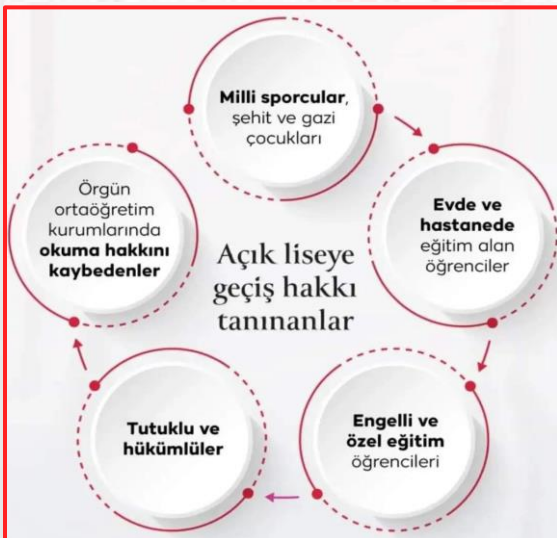 Milli sporcular,
şehit ve gazi
çocukları
Evde ve
hastanede
eğitim alan
öğrenciler
Engelli ve
özel eğitim
öğrencileri
Tutuklu ve
hükümlüler
Örgün
ortaöğretim
kurumlarında
okuma hakkını
kaybedenler
Açık liseye
geçiş hakkı
tanınanlar